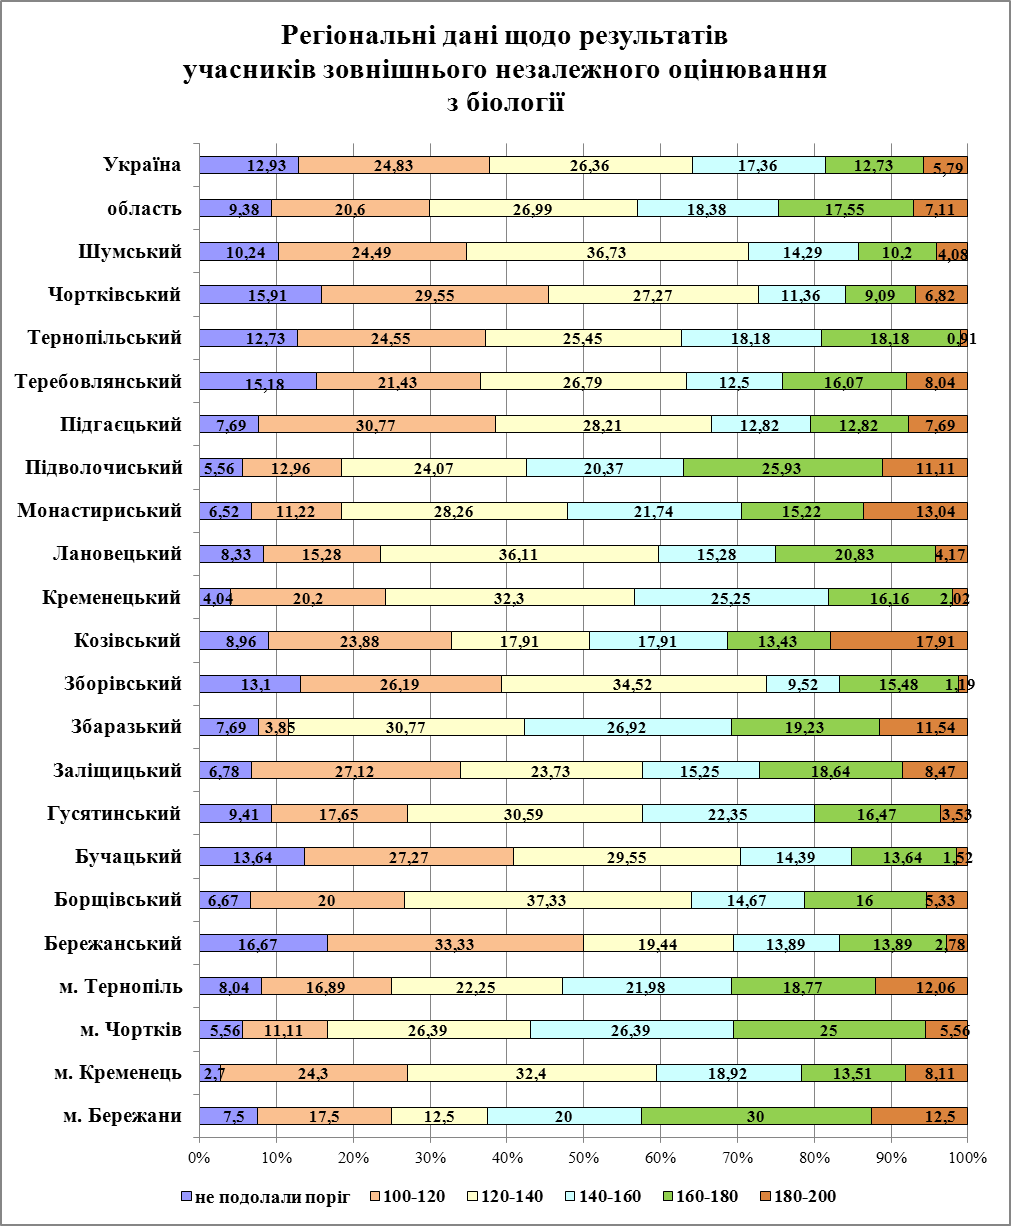 Регіональні дані щодо результатів
учасників зовнішнього незалежного оцінювання
з біології
Україна 12,93 24,83 26,36 17,36 12,73 5,79
область 9,38 20,6 26,99 18,38 17,55 7,11
Шумський 10,24 24,49 36,73 14,29 10,2 4,08
Чортківський 15,91 29,55 27,27 11,36 9,09 6,82
Тернопільський 12,73 24,55 25,45 18,18 18,18 0,91
Теребовлянський 15,18 21,43 26,79 12,5 16,07 8,04
Підгаєцький 7,69 30,77 28,21 12,82 12,82 7,69
Підволочиський 5,56 12,96 24,07 20,37 25,93 11,11
Монастириський 6,52 11,22 28,26 21,74 15,22 13,04
Лановецький 8,33 15,28 36,11 15,28 20,83 4,17
Кременецький 4,04 20,2 32,3 25,25 16,16 2,02
Козівський 8,96 23,88 17,91 17,91 13,43 17,91
Зборівський 13,1 26,19 34,52 9,52 15,48 1,19
Збаразький 7,69 3,85 30,77 26,92 19,23 11,54
Заліщицький 6,78 27,12 23,73 15,25 18,64 8,47
Гусятинський 9,41 17,65 30,59 22,35 16,47 3,53
Бучацький 13,64 27,27 29,55 14,39 13,64 1,52
Борщівський 6,67 20 37,33 14,67 16 5,33
Бережанський 16,67 33,33 19,44 13,89 13,89 2,78
м. Тернопіль 8,04 16,89 22,25 21,98 18,77 12,06
м. Чортків 5,56 11,11 26,39 26,39 25 5,56
м. Кременець 2,7 24,3 32,4 18,92 13,51 8,11
м. Бережани 7,5 17,5 12,5 20 30 12,5
0% 10% 20% 30% 40% 50% 60% 70% 80% 90% 100%
не подолали поріг 100-120 120-140 140-160 160-180 180-200